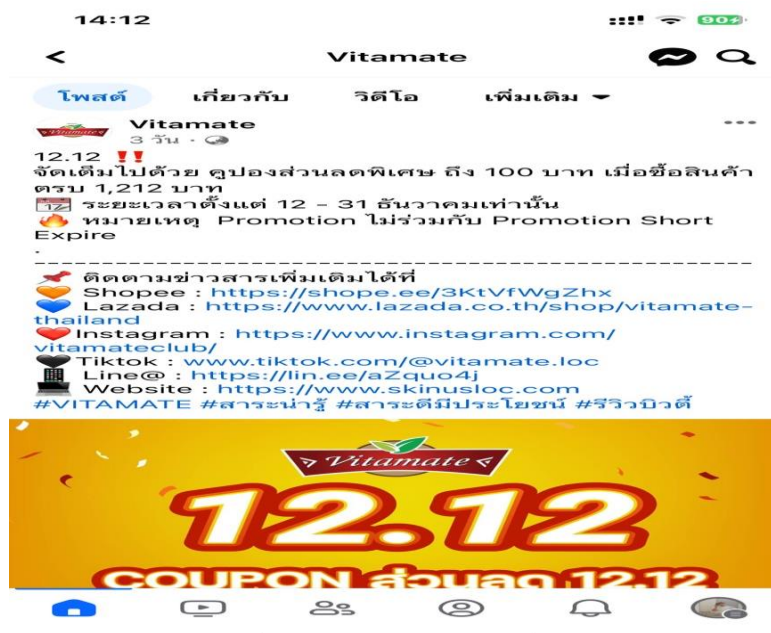 14:12
90
Vitamate
โพสต์ เกี่ยวกับ วิดีโอ เพิ่มเติม
Vitamate
Vitamate
3 วัน ·
12.12 ‼️
จัดเต็มไปด้วย คูปองส่วนลดพิเศษ ถึง 100 บาท เมื่อซื้อสินค้า
ครบ 1,212 บาท
📆 ระยะเวลาตั้งแต่ 12 – 31 ธันวาคมเท่านั้น
🔥 หมายเหตุ Promotion ไม่ร่วมกับ Promotion Short
Expire
.
------------------------------------------------------------
📌 ติดตามข่าวสารเพิ่มเติมได้ที่
🧡 Shopee : https://shope.ee/3KtVfWgZhx
💙 Lazada : https://www.lazada.co.th/shop/vitamate-
thailand
❤️Instagram : https://www.instagram.com/
vitamateclub/
🖤Tiktok : www.tiktok.com/@vitamate.loc
📱 Line@ : https://lin.ee/aZquo4j
💻 Website : https://www.skinusloc.com
#VITAMATE #สาระน่ารู้ #สาระดีมีประโยชน์ #รีวิวบิวตี้
Vitamate
12.12
COUPON ส่วนลด 12.12